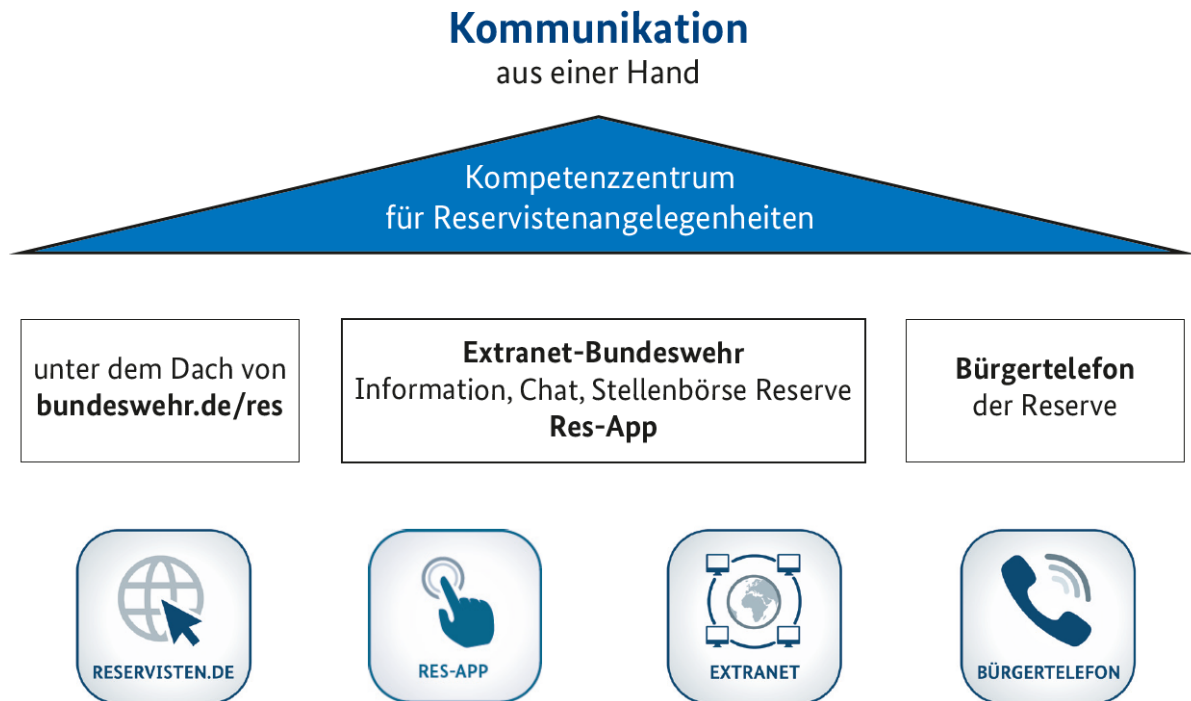 Kommunikation
aus einer Hand
Kompetenzzentrum
für Reservistenangelegenheiten
unter dem Dach von
bundeswehr.de/res
Extranet-Bundeswehr
Information, Chat, Stellenbörse Reserve
Res-App
Bürgertelefon
der Reserve
RESERVISTEN.DE
RES-APP
EXTRANET
BÜRGERTELEFON